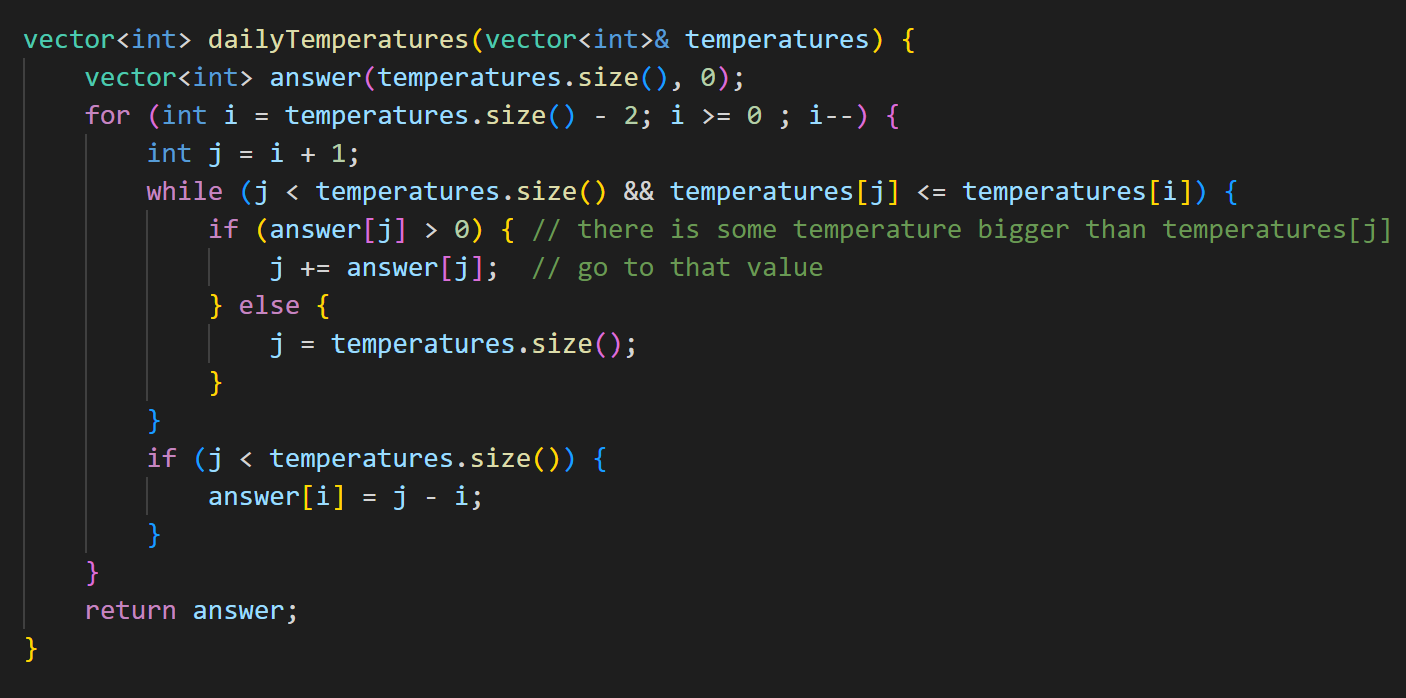 vector<int> dailyTemperatures(vector<int>& temperatures) {
    vector<int> answer(temperatures.size(), 0);
    for (int i = temperatures.size() - 2; i >= 0 ; i--) {
        int j = i + 1;
        while (j < temperatures.size() && temperatures[j] <= temperatures[i]) {
            if (answer[j] > 0) { // there is some temperature bigger than temperatures[j]
                j += answer[j];  // go to that value
            } else {
                j = temperatures.size();
            }
        }
        if (j < temperatures.size()) {
            answer[i] = j - i;
        }
    }
    return answer;
}